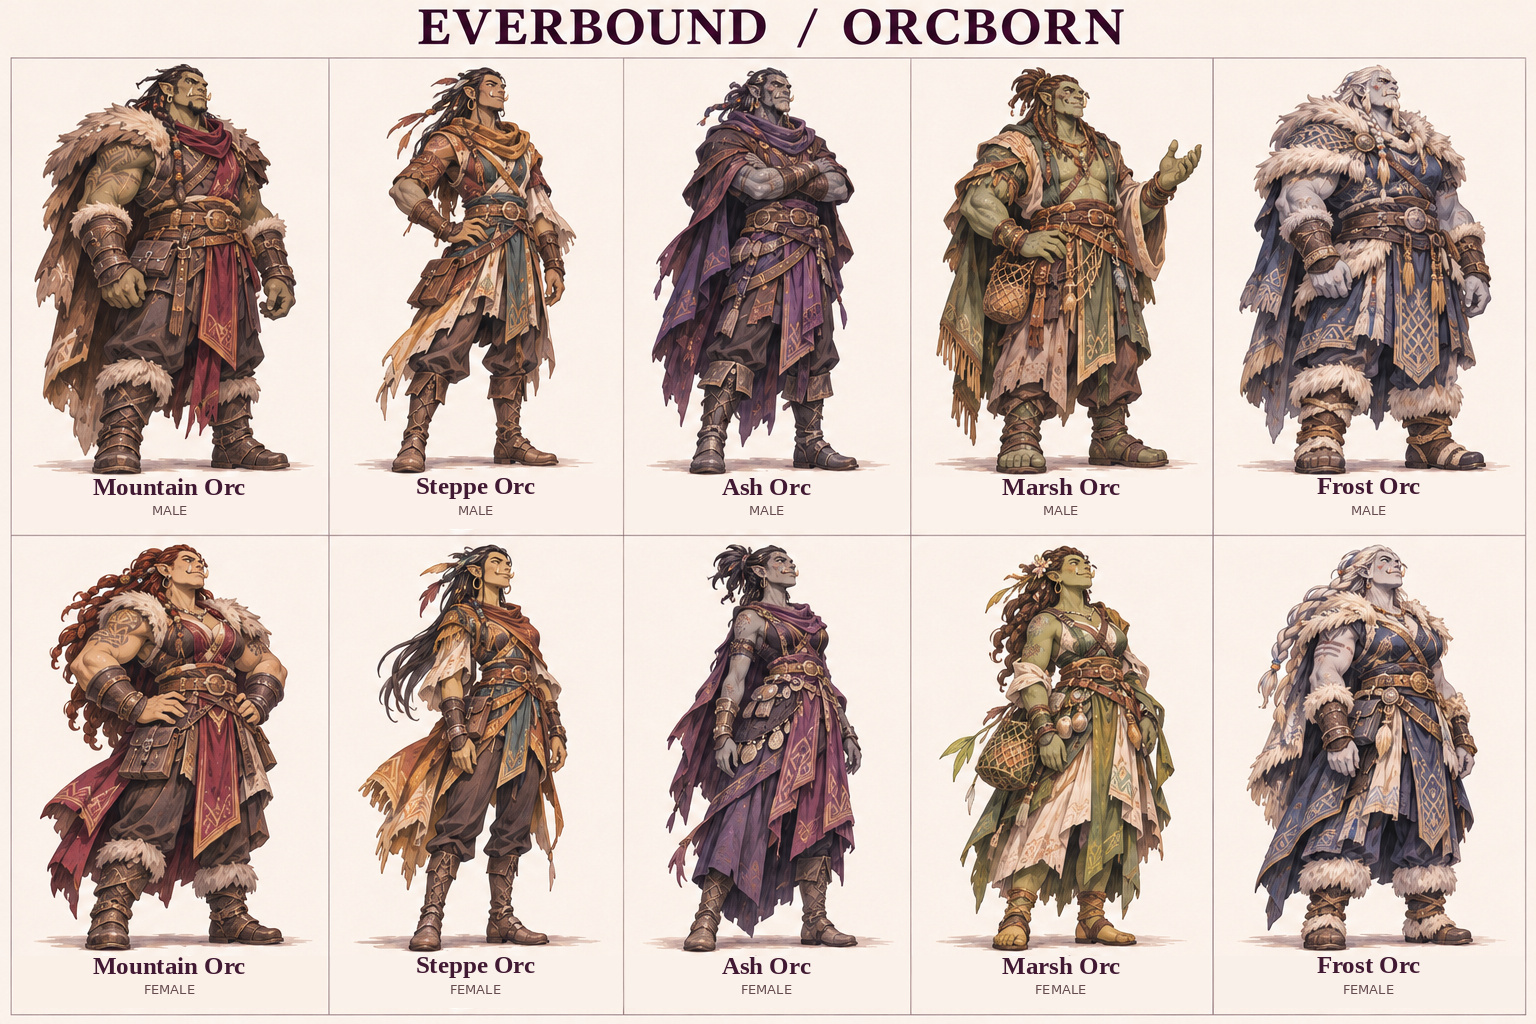 EVERBOUND / ORCBORN
Mountain Orc
MALE
Steppe Orc
MALE
Ash Orc
MALE
Marsh Orc
MALE
Frost Orc
MALE
Mountain Orc
FEMALE
Steppe Orc
FEMALE
Ash Orc
FEMALE
Marsh Orc
FEMALE
Frost Orc
FEMALE